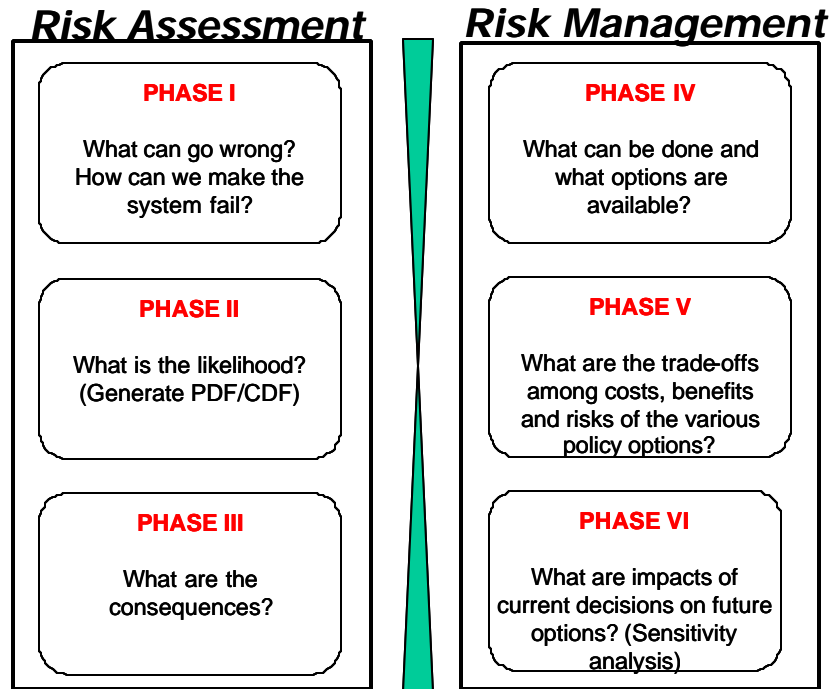 Risk Assessment
PHASE I
What can go wrong?
How can we make the
system fail?
PHASE II
What is the likelihood?
(Generate PDF/CDF)
PHASE III
What are the
consequences?
Risk Management
PHASE IV
What can be done and
what options are
available?
PHASE V
What are the trade-offs
among costs, benefits
and risks of the various
policy options?
PHASE VI
What are impacts of
current decisions on future
options? (Sensitivity
analysis)